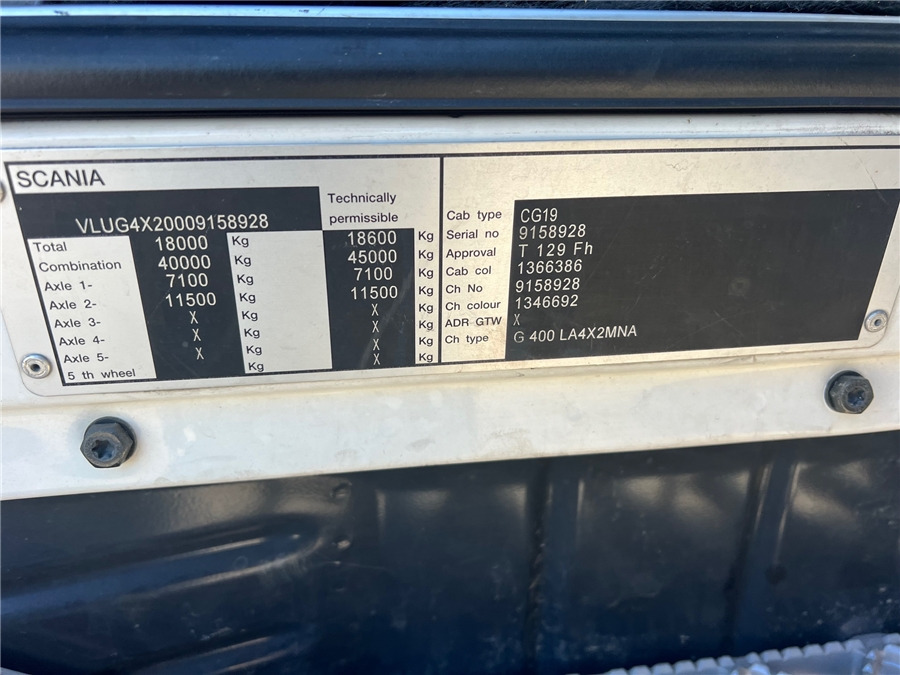 SCANIA
VLUG4X20009158928
Technically
permissible
Total 18000 Kg 18600 Kg
Combination 40000 Kg 45000 Kg
Axle 1- 7100 Kg 7100 Kg
Axle 2- 11500 Kg 11500 Kg
Axle 3- X Kg X Kg
Axle 4- X Kg X Kg
Axle 5- X Kg X Kg
5 th wheel Kg Kg
Cab type CG19
Serial no 9158928
Approval T 129 Fh
Cab col 1366386
Ch No 9158928
Ch colour 1346692
ADR GTW X
Ch type G 400 LA4X2MNA